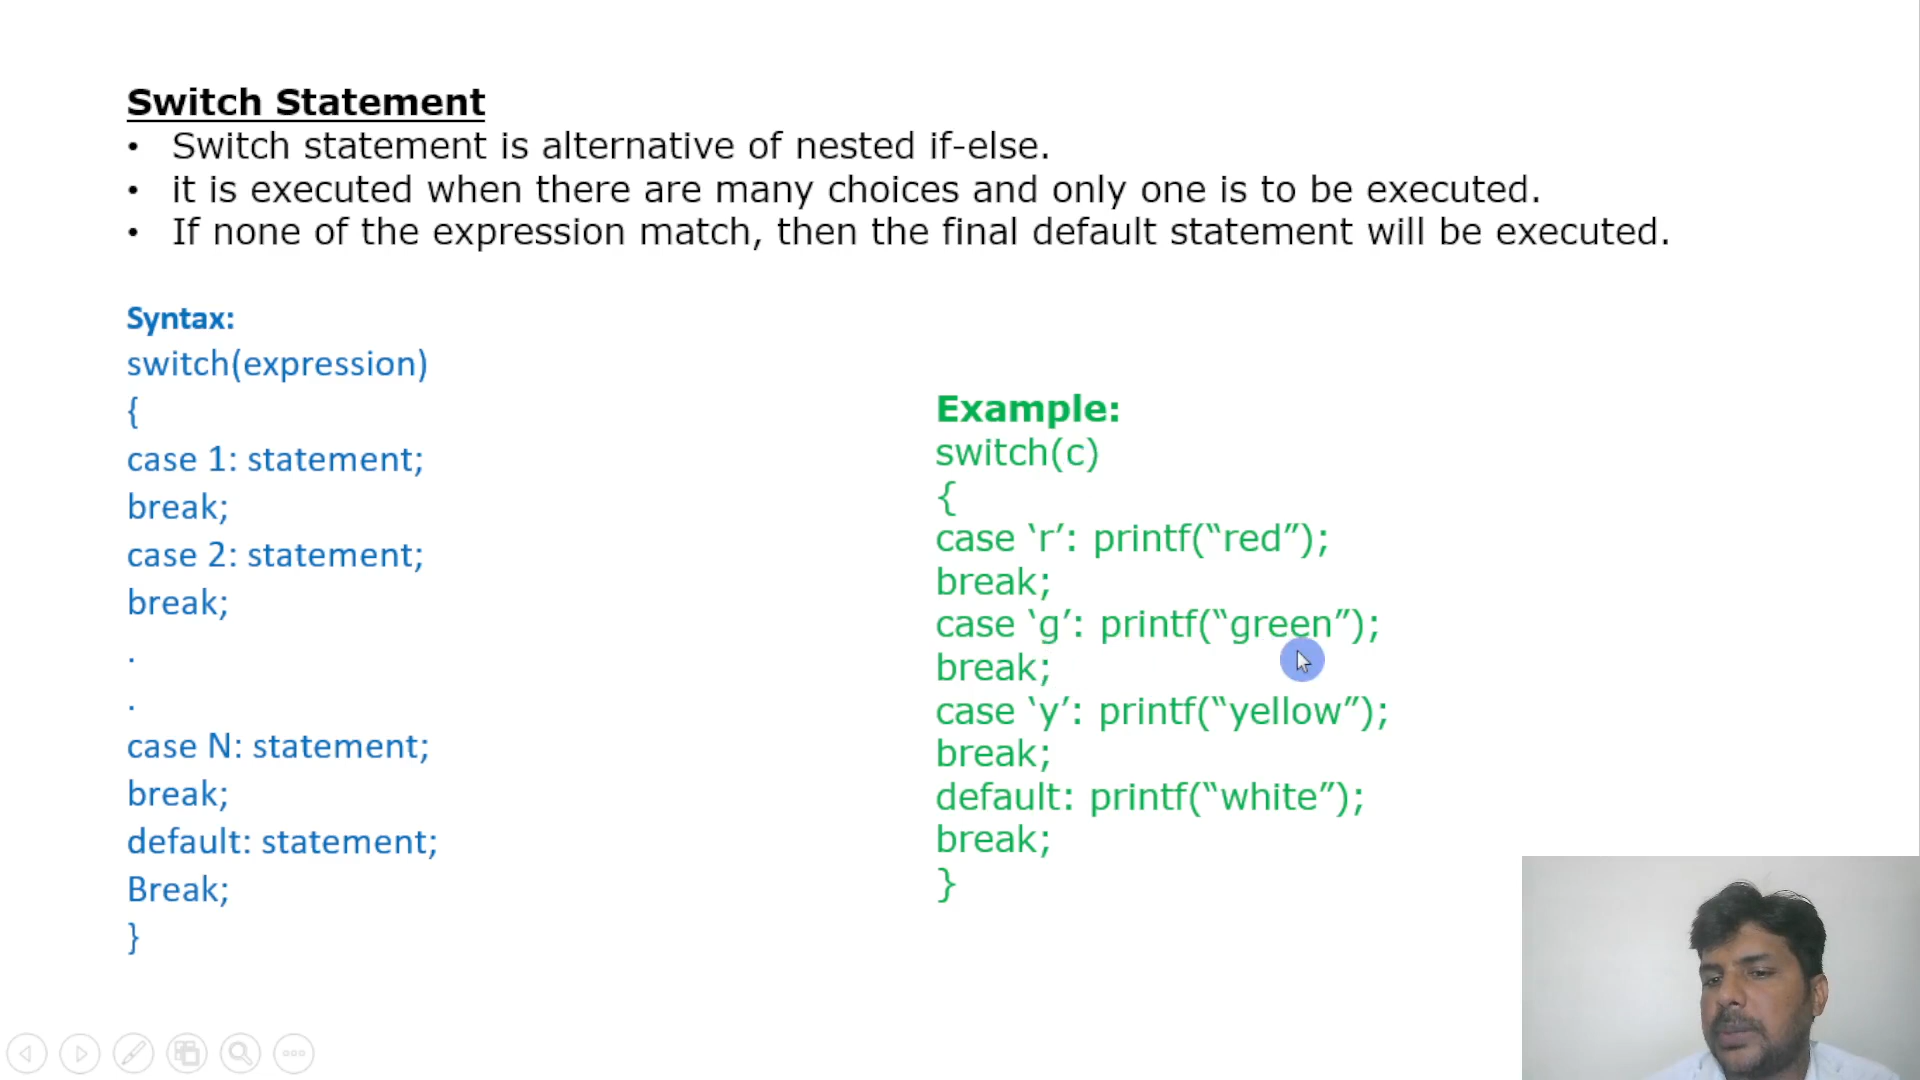 Switch Statement
• Switch statement is alternative of nested if-else.
• it is executed when there are many choices and only one is to be executed.
• If none of the expression match, then the final default statement will be executed.
Syntax:
switch(expression)
{
case 1: statement;
break;
case 2: statement;
break;
.
.
case N: statement;
break;
default: statement;
Break;
}
Example:
switch(c)
{
case ‘r’: printf(“red”);
break;
case ‘g’: printf(“green”);
break;
case ‘y’: printf(“yellow”);
break;
default: printf(“white”);
break;
}